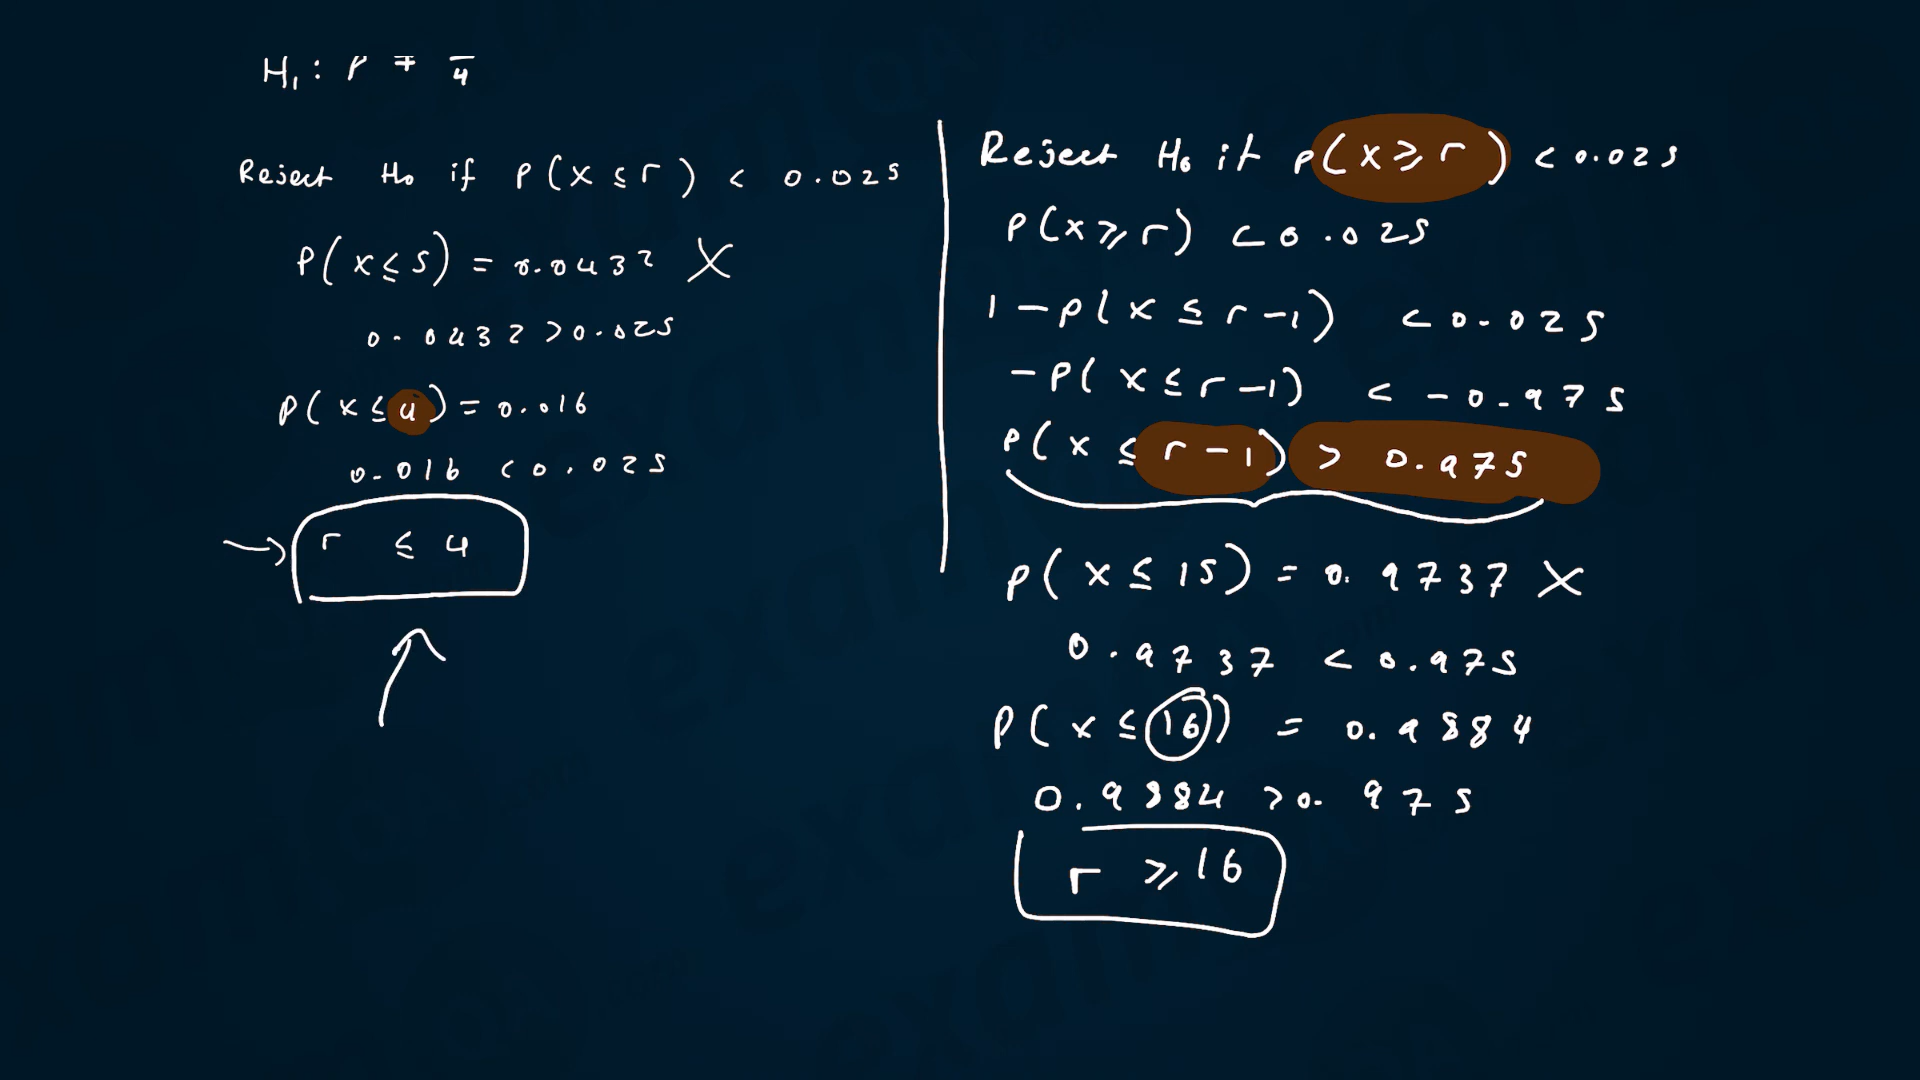 H₁: P ≠ ‾4
Reject H₀ if P(X ≤ r) < 0.025
P(X ≤ 5) = 0.0432 X
0.0432 > 0.025
P(X ≤ 4) = 0.016
0.016 < 0.025
→ r ≤ 4
Reject H₀ if P(X ≥ r) < 0.025
P(X ≥ r) < 0.025
1 - P(X ≤ r - 1) < 0.025
- P(X ≤ r - 1) < - 0.975
P(X ≤ r - 1) > 0.975
P(X ≤ 15) = 0.9737 X
0.9737 < 0.975
P(X ≤ 16) = 0.9884
0.9884 > 0.975
r ≥ 16